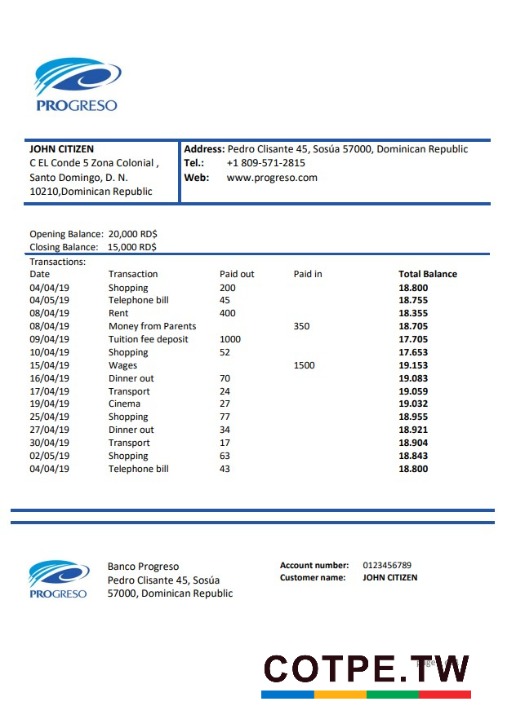 PROGRESO
JOHN CITIZEN
C EL Conde 5 Zona Colonial ,
Santo Domingo, D. N.
10210,Dominican Republic
Address: Pedro Clisante 45, Sosúa 57000, Dominican Republic
Tel.: +1 809-571-2815
Web: www.progreso.com
Opening Balance: 20,000 RD$
Closing Balance: 15,000 RD$
Transactions:
Date Transaction Paid out Paid in Total Balance
04/04/19 Shopping 200 18.800
04/05/19 Telephone bill 45 18.755
08/04/19 Rent 400 18.355
08/04/19 Money from Parents 350 18.705
09/04/19 Tuition fee deposit 1000 17.705
10/04/19 Shopping 52 17.653
15/04/19 Wages 1500 19.153
16/04/19 Dinner out 70 19.083
17/04/19 Transport 24 19.059
19/04/19 Cinema 27 19.032
25/04/19 Shopping 77 18.955
27/04/19 Dinner out 34 18.921
30/04/19 Transport 17 18.904
02/05/19 Shopping 63 18.843
04/04/19 Telephone bill 43 18.800
PROGRESO
Banco Progreso
Pedro Clisante 45, Sosúa
57000, Dominican Republic
Account number: 0123456789
Customer name: JOHN CITIZEN
COTPE.TW